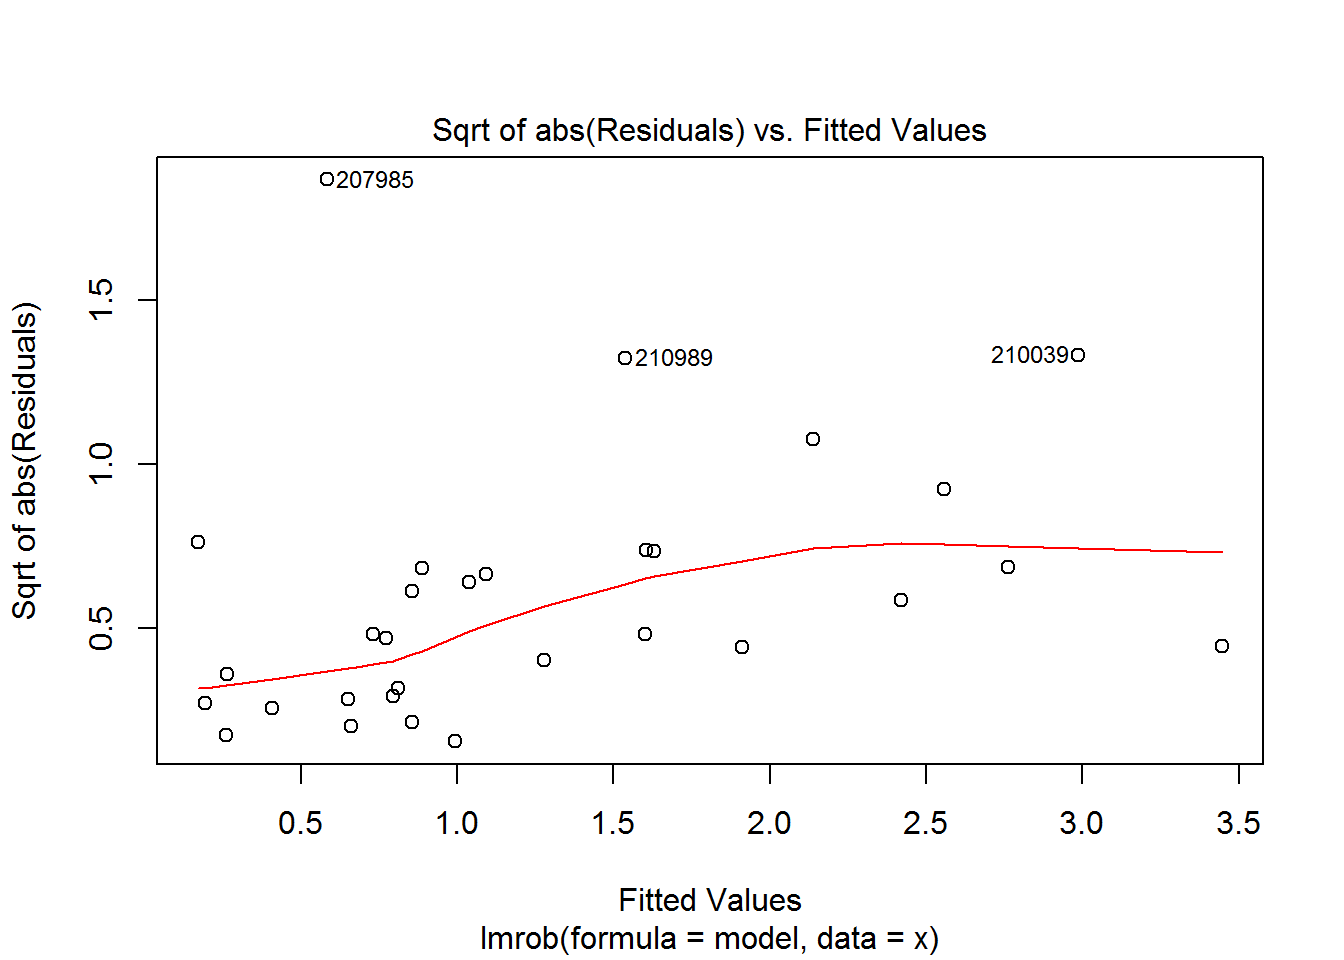 Sqrt of abs(Residuals) vs. Fitted Values
207985
210989
210039
Sqrt of abs(Residuals)
1.5
1.0
0.5
0.5 1.0 1.5 2.0 2.5 3.0 3.5
Fitted Values
lmrob(formula = model, data = x)